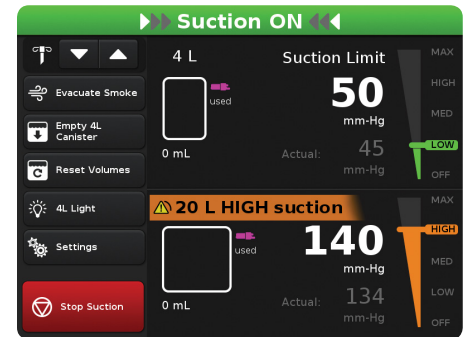 Suction ON
Evacuate Smoke
Empty 4L
Canister
Reset Volumes
4L Light
Settings
Stop Suction
4 L
used
0 mL
Suction Limit
50
mm-Hg
Actual: 45
mm-Hg
MAX
HIGH
MED
LOW
OFF
20 L HIGH suction
used
0 mL
140
mm-Hg
Actual: 134
mm-Hg
MAX
HIGH
MED
LOW
OFF